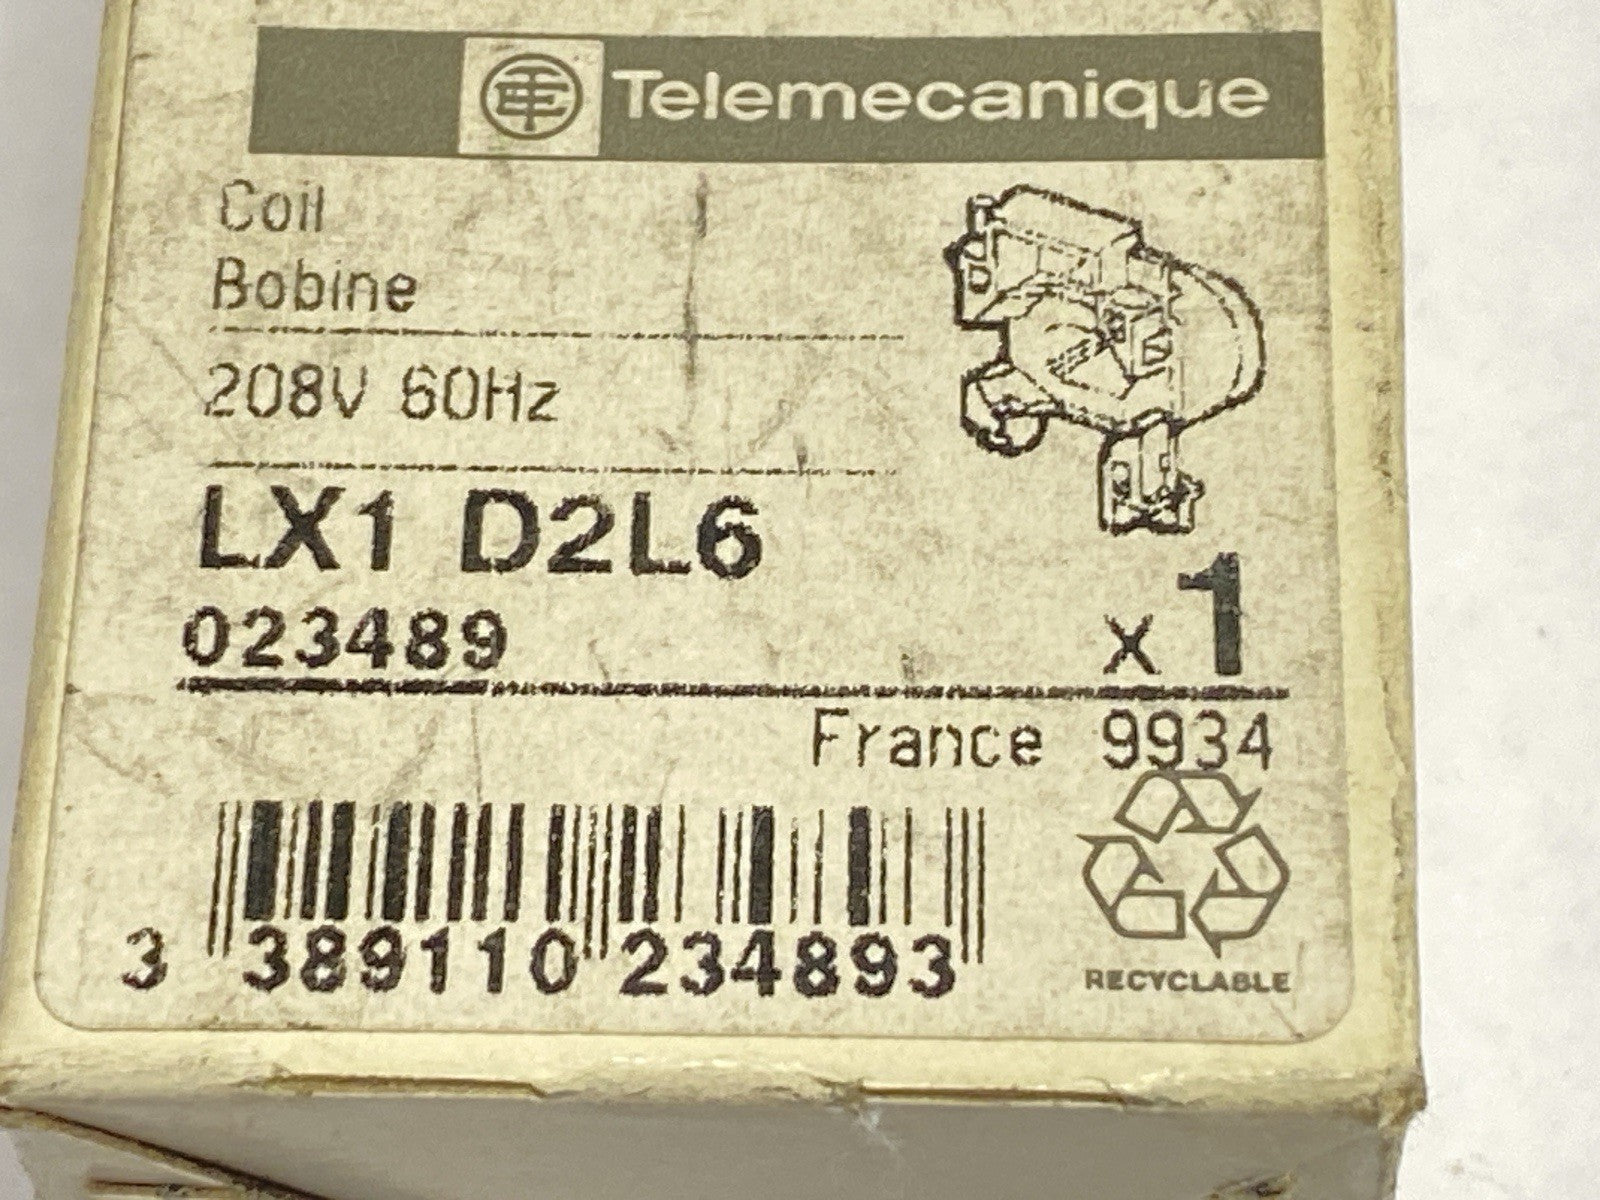 Telemecanique
Coil
Bobine
208V 60Hz
LX1 D2L6
023489
x 1
France 9934
3 389110 234893
RECYCLABLE